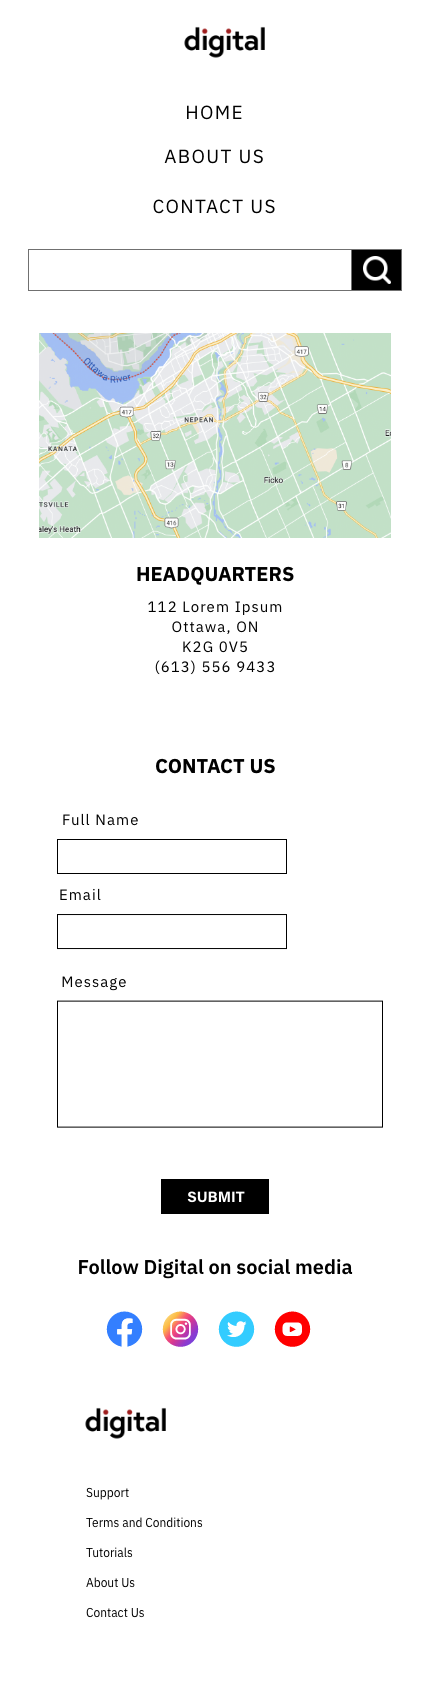 digital
HOME
ABOUT US
CONTACT US
Ottawa River
417
417
32
NEPEAN
14
32
KANATA
13
8
Ficko
TSVILLE
31
416
aley's Heath
HEADQUARTERS
112 Lorem Ipsum
Ottawa, ON
K2G 0V5
(613) 556 9433
CONTACT US
Full Name
Email
Message
SUBMIT
Follow Digital on social media
digital
Support
Terms and Conditions
Tutorials
About Us
Contact Us